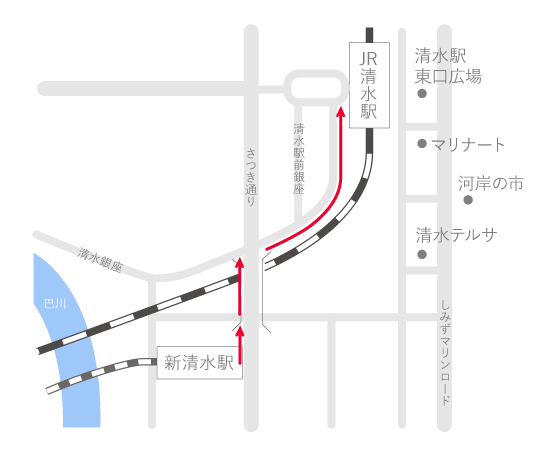 JR清水駅
清水駅
東口広場
マリナート
河岸の市
清水テルサ
清水駅前銀座
さつき通り
清水銀座
巴川
新清水駅
しみずマリンロード